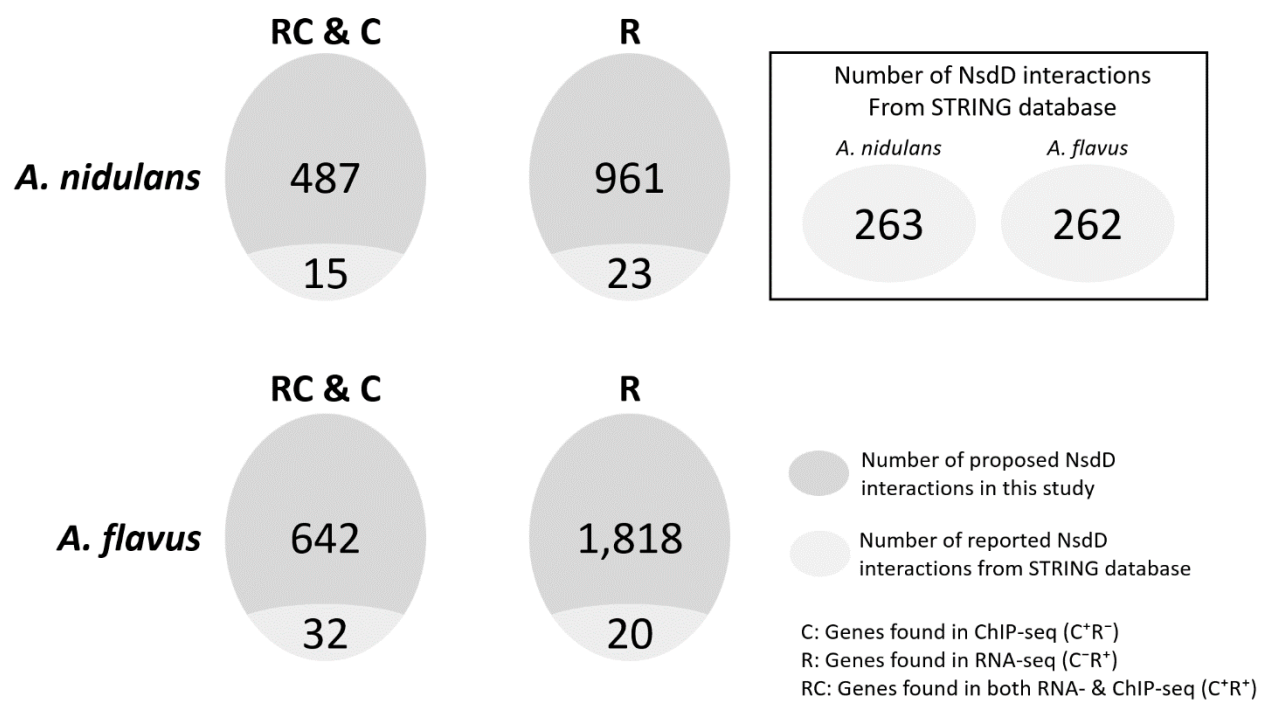 RC & C
R
A. nidulans
487
961
15
23
Number of NsdD interactions
From STRING database
A. nidulans
A. flavus
263
262
RC & C
R
A. flavus
642
1,818
32
20
Number of proposed NsdD
interactions in this study
Number of reported NsdD
interactions from STRING database
C: Genes found in ChIP-seq (C⁺R⁻)
R: Genes found in RNA-seq (C⁻R⁺)
RC: Genes found in both RNA- & ChIP-seq (C⁺R⁺)